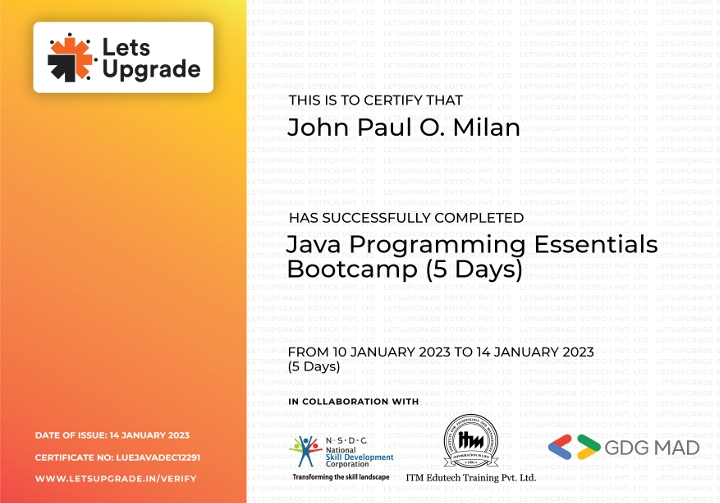 Lets
Upgrade
THIS IS TO CERTIFY THAT
John Paul O. Milan
HAS SUCCESSFULLY COMPLETED
Java Programming Essentials
Bootcamp (5 Days)
FROM 10 JANUARY 2023 TO 14 JANUARY 2023
(5 Days)
IN COLLABORATION WITH
N·S·D·C
National
Skill Development
Corporation
Transforming the skill landscape
itm
ITM Edutech Training Pvt. Ltd.
GDG MAD
DATE OF ISSUE: 14 JANUARY 2023
CERTIFICATE NO: LUEJAVADEC12291
WWW.LETSUPGRADE.IN/VERIFY